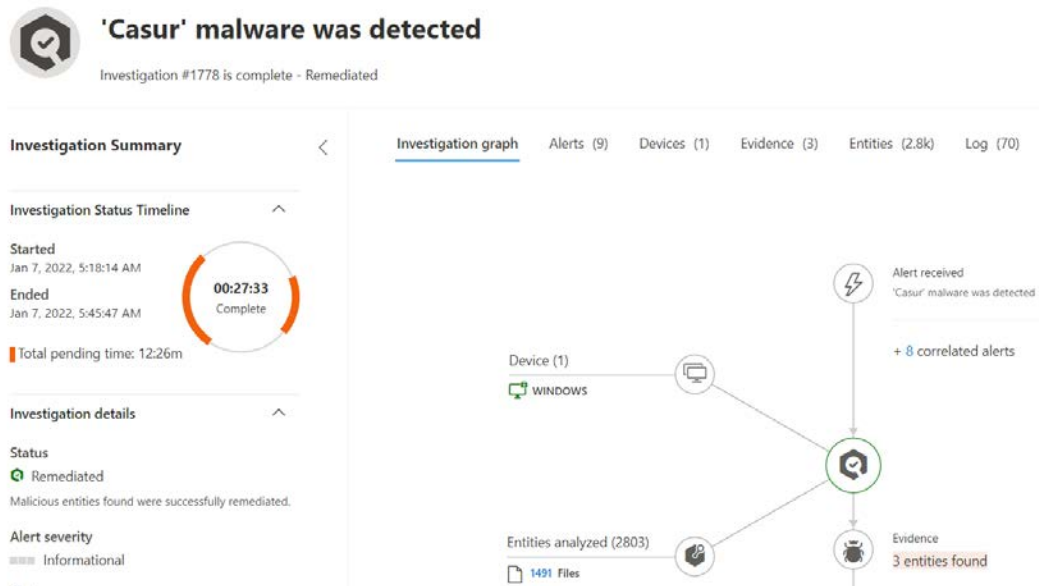 'Casur' malware was detected
Investigation #1778 is complete - Remediated
Investigation Summary
Investigation Status Timeline
Started
Jan 7, 2022, 5:18:14 AM
Ended
Jan 7, 2022, 5:45:47 AM
00:27:33
Complete
Total pending time: 12:26m
Investigation details
Status
Remediated
Malicious entities found were successfully remediated.
Alert severity
Informational
Investigation graph Alerts (9) Devices (1) Evidence (3) Entities (2.8k) Log (70)
Alert received
'Casur' malware was detected
+ 8 correlated alerts
Device (1)
WINDOWS
Entities analyzed (2803)
1491 Files
Evidence
3 entities found